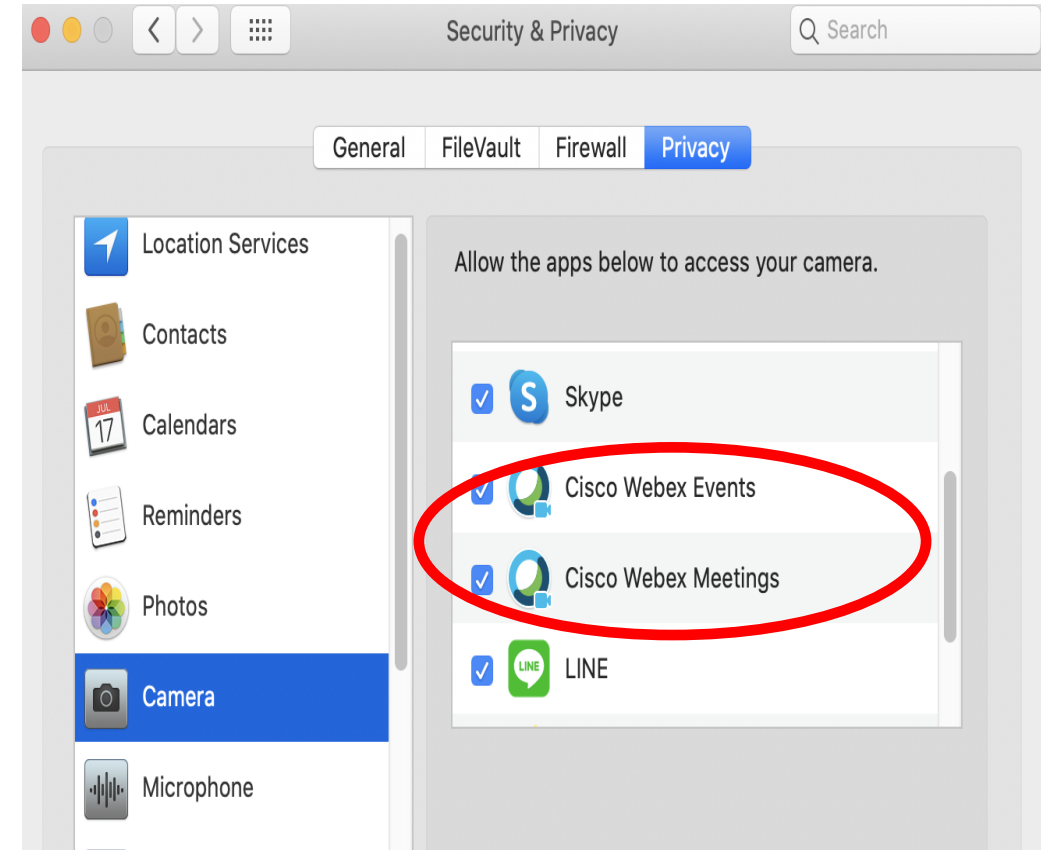 Security & Privacy
Search
General FileVault Firewall Privacy
Location Services
Contacts
JUL
17
Calendars
Reminders
Photos
Camera
Microphone
Allow the apps below to access your camera.
S
Skype
Cisco Webex Events
Cisco Webex Meetings
LINE
LINE